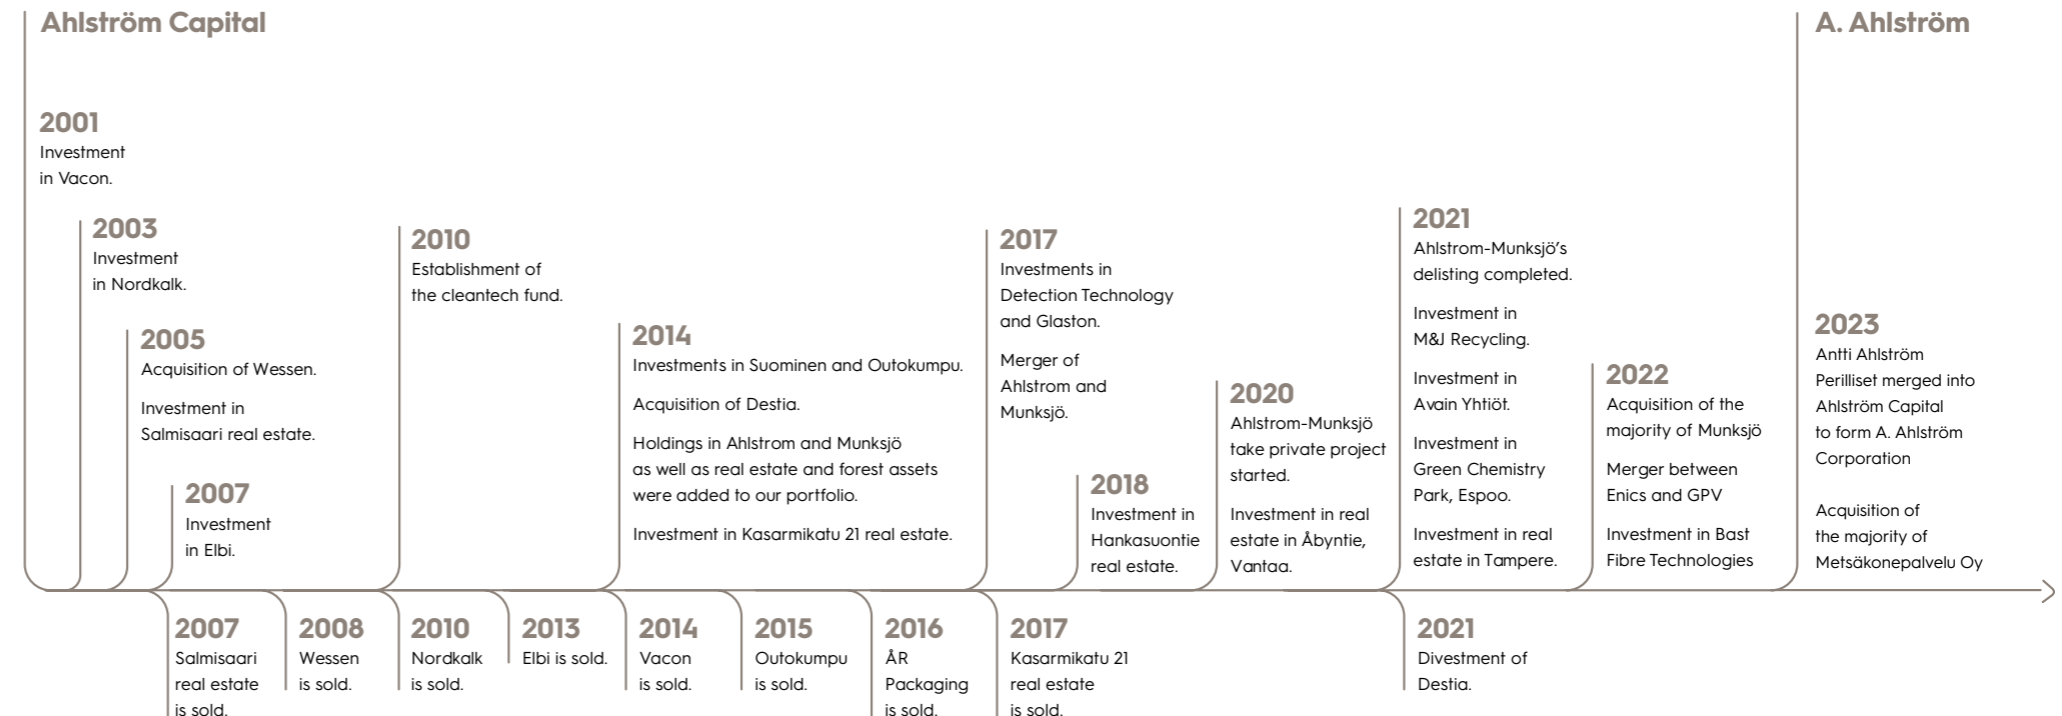 Ahlström Capital
A. Ahlström
2001
Investment
in Vacon.
2003
Investment
in Nordkalk.
2005
Acquisition of Wessen.
Investment in
Salmisaari real estate.
2007
Investment
in Elbi.
2010
Establishment of
the cleantech fund.
2014
Investments in Suominen and Outokumpu.
Acquisition of Destia.
Holdings in Ahlstrom and Munksjö
as well as real estate and forest assets
were added to our portfolio.
Investment in Kasarmikatu 21 real estate.
2017
Investments in
Detection Technology
and Glaston.
Merger of
Ahlstrom and
Munksjö.
2018
Investment in
Hankasuontie
real estate.
2020
Ahlstrom-Munksjö
take private project
started.
Investment in real
estate in Åbyntie,
Vantaa.
2021
Ahlstrom-Munksjö's
delisting completed.
Investment in
M&J Recycling.
Investment in
Avain Yhtiöt.
Investment in
Green Chemistry
Park, Espoo.
Investment in real
estate in Tampere.
2022
Acquisition of the
majority of Munksjö
Merger between
Enics and GPV
Investment in Bast
Fibre Technologies
2023
Antti Ahlström
Perilliset merged into
Ahlström Capital
to form A. Ahlström
Corporation
Acquisition of
the majority of
Metsäkonepalvelu Oy
2007
Salmisaari
real estate
is sold.
2008
Wessen
is sold.
2010
Nordkalk
is sold.
2013
Elbi is sold.
2014
Vacon
is sold.
2015
Outokumpu
is sold.
2016
ÅR
Packaging
is sold.
2017
Kasarmikatu 21
real estate
is sold.
2021
Divestment of
Destia.